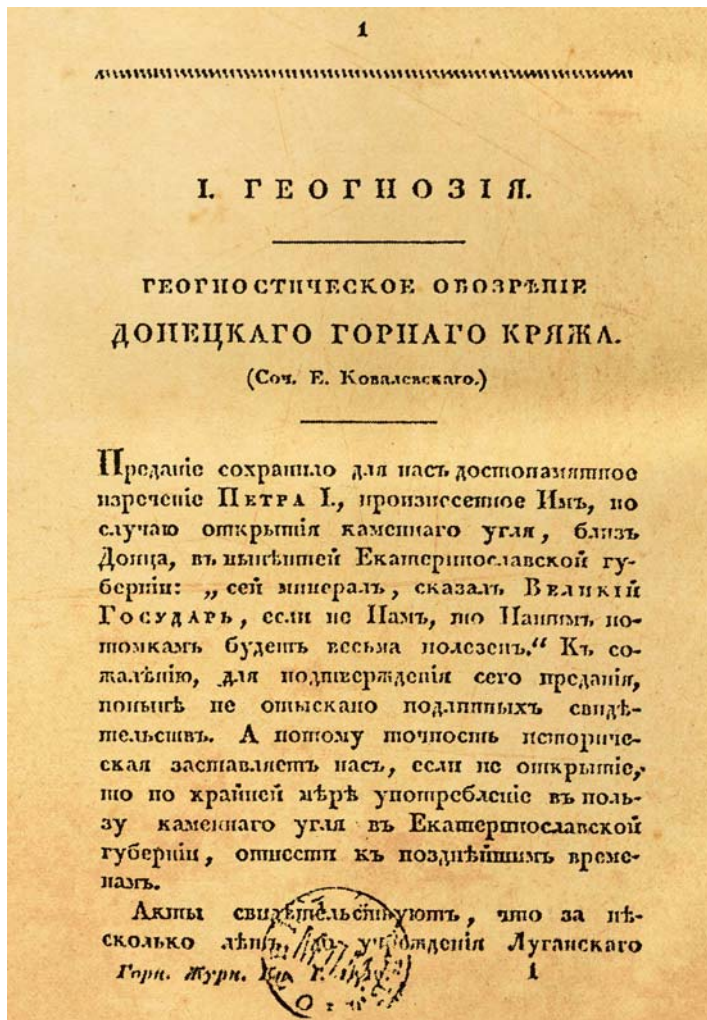 1
I. ГЕОГНОЗІЯ.
ГЕОГНОСТИЧЕСКОЕ ОБОЗРѢНІЕ
ДОНЕЦКАГО ГОРНАГО КРЯЖА.
(Соч. Е. Ковалевскаго.)
Преданіе сохранило для насъ достопамятное
изреченіе ПЕТРА I., произнесенное Имъ, по
случаю открытія каменнаго угля, близъ
Донца, въ нынѣшней Екатеринославской гу-
берніи: „сей минералъ, сказалъ ВЕЛИКІЙ
ГОСУДАРЬ, если не Намъ, то Нашимъ по-
томкамъ будетъ весьма полезенъ.“ Къ со-
жалѣнію, для подтвержденія сего преданія,
понынѣ не отыскано подлинныхъ свидѣ-
тельствъ. А потому точность историче-
ская заставляетъ насъ, если не открытіе,
то по крайней мѣрѣ употребленіе въ поль-
зу каменнаго угля въ Екатеринославской
губерніи, отнести къ позднѣйшимъ време-
намъ.
Акты свидѣтельствуютъ, что за нѣ-
сколько лѣтъ до учрежденія Луганскаго
Горн. Журн. Кн. 1